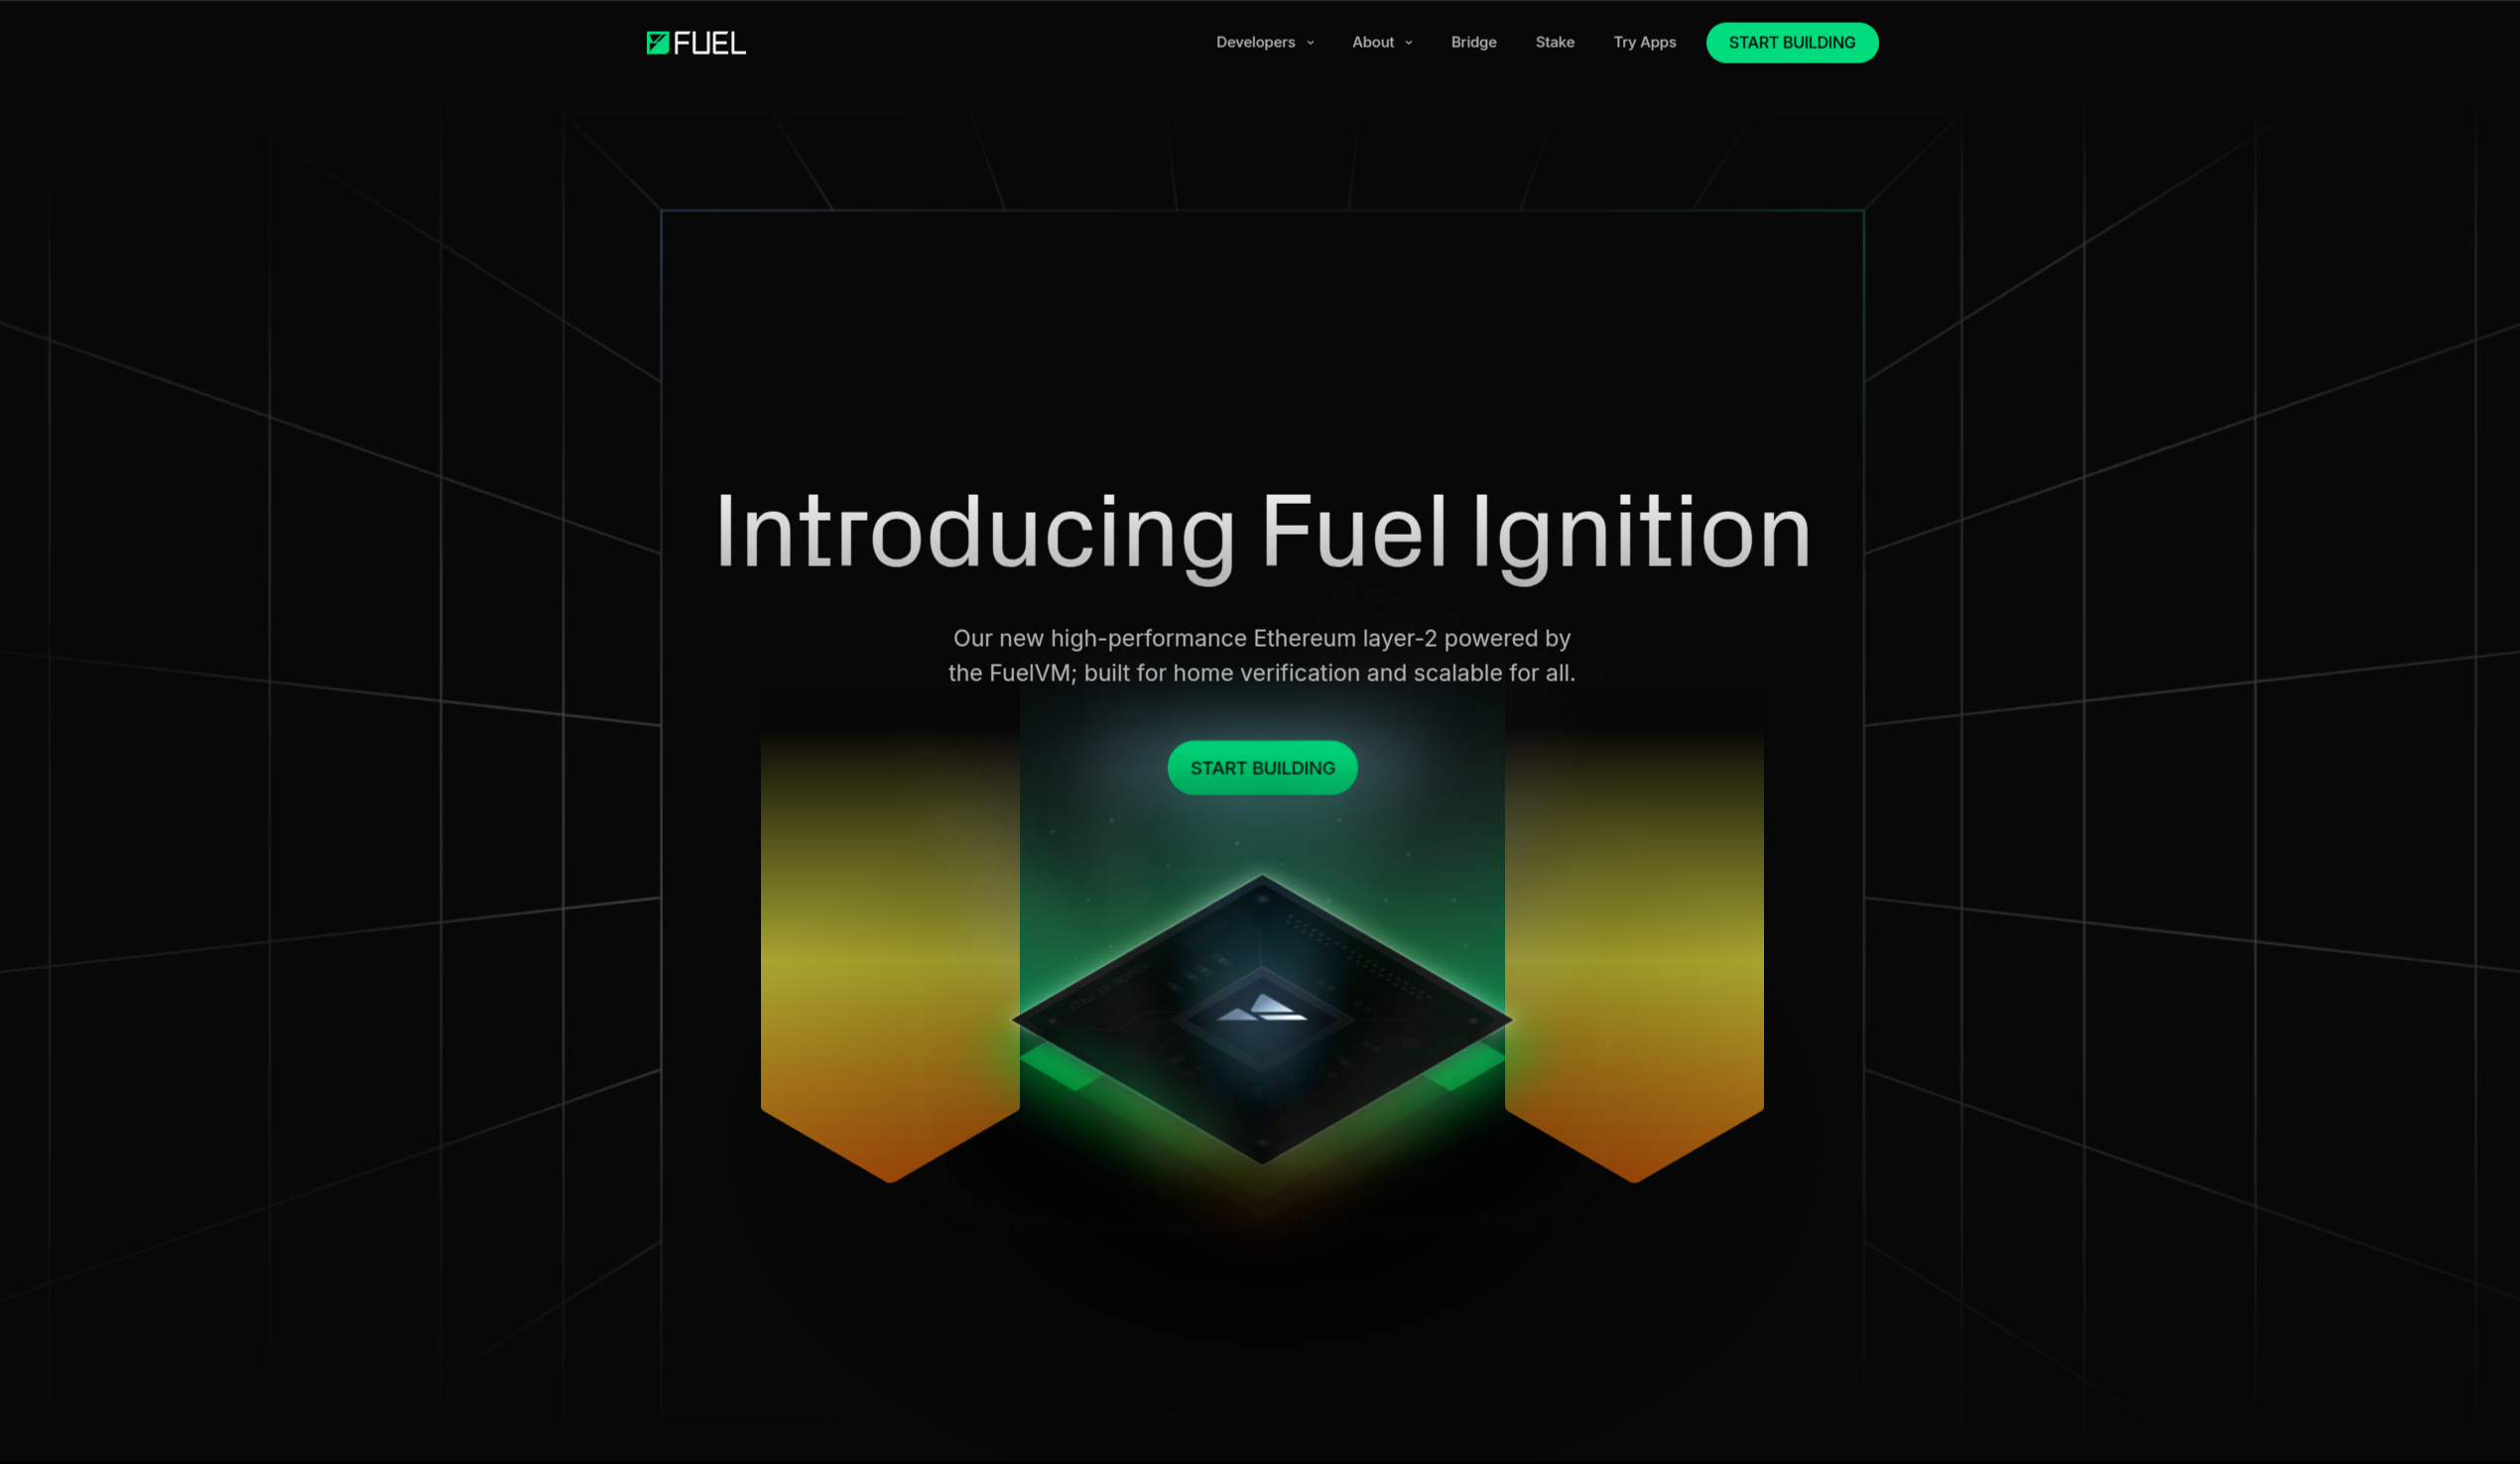 FUEL
Developers About Bridge Stake Try Apps START BUILDING
Introducing Fuel Ignition
Our new high-performance Ethereum layer-2 powered by
the FuelVM; built for home verification and scalable for all.
START BUILDING